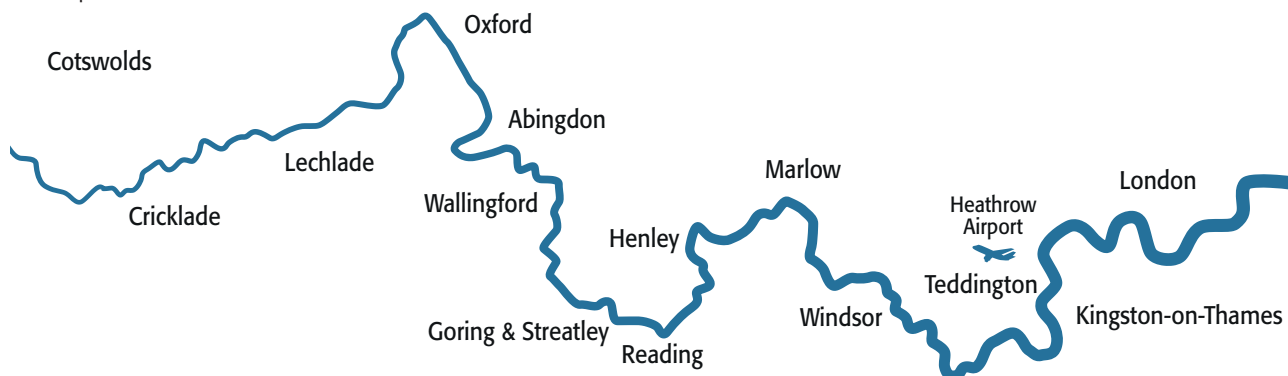 Oxford
Cotswolds
Abingdon
Lechlade
Marlow
London
Wallingford
Cricklade
Heathrow
Airport
Henley
Teddington
Windsor
Kingston-on-Thames
Goring & Streatley
Reading